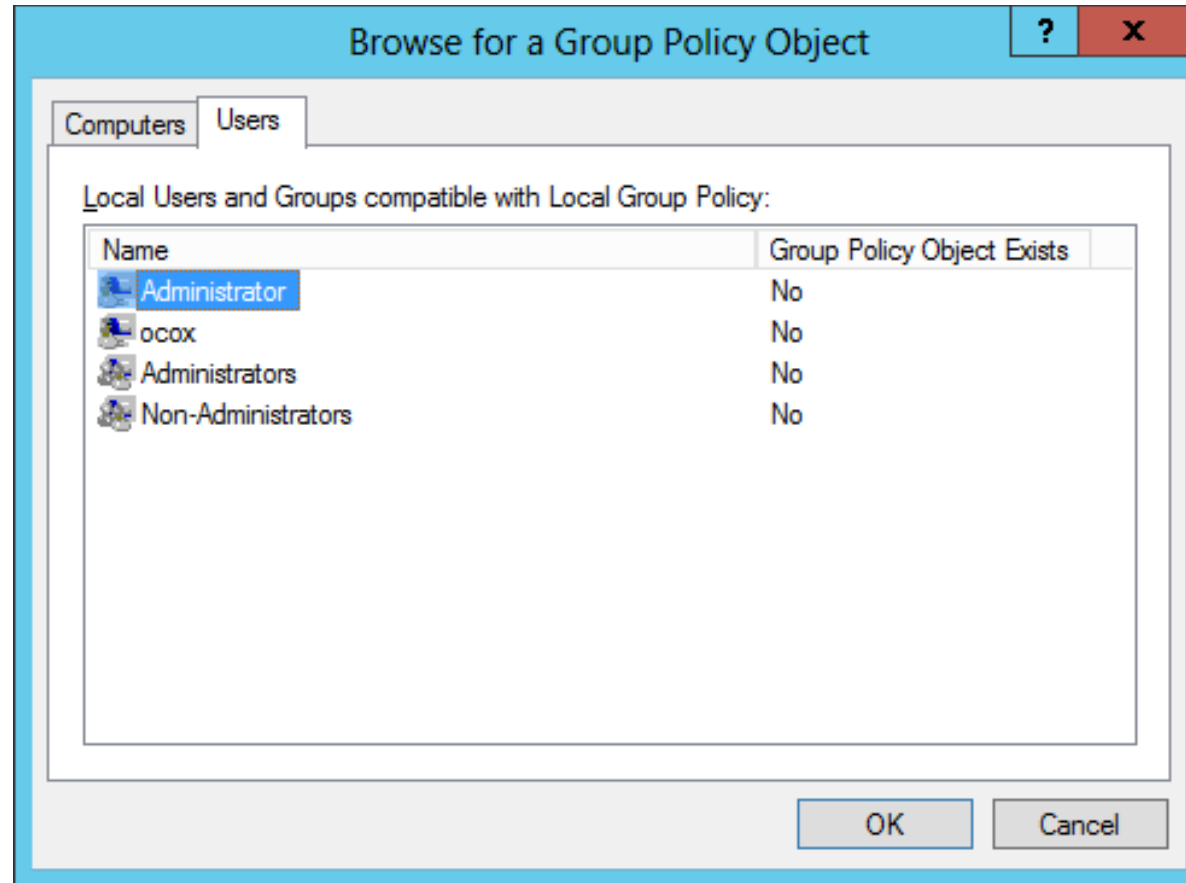 Browse for a Group Policy Object ? x
Computers Users
Local Users and Groups compatible with Local Group Policy:
Name Group Policy Object Exists
Administrator No
ocox No
Administrators No
Non-Administrators No
OK Cancel